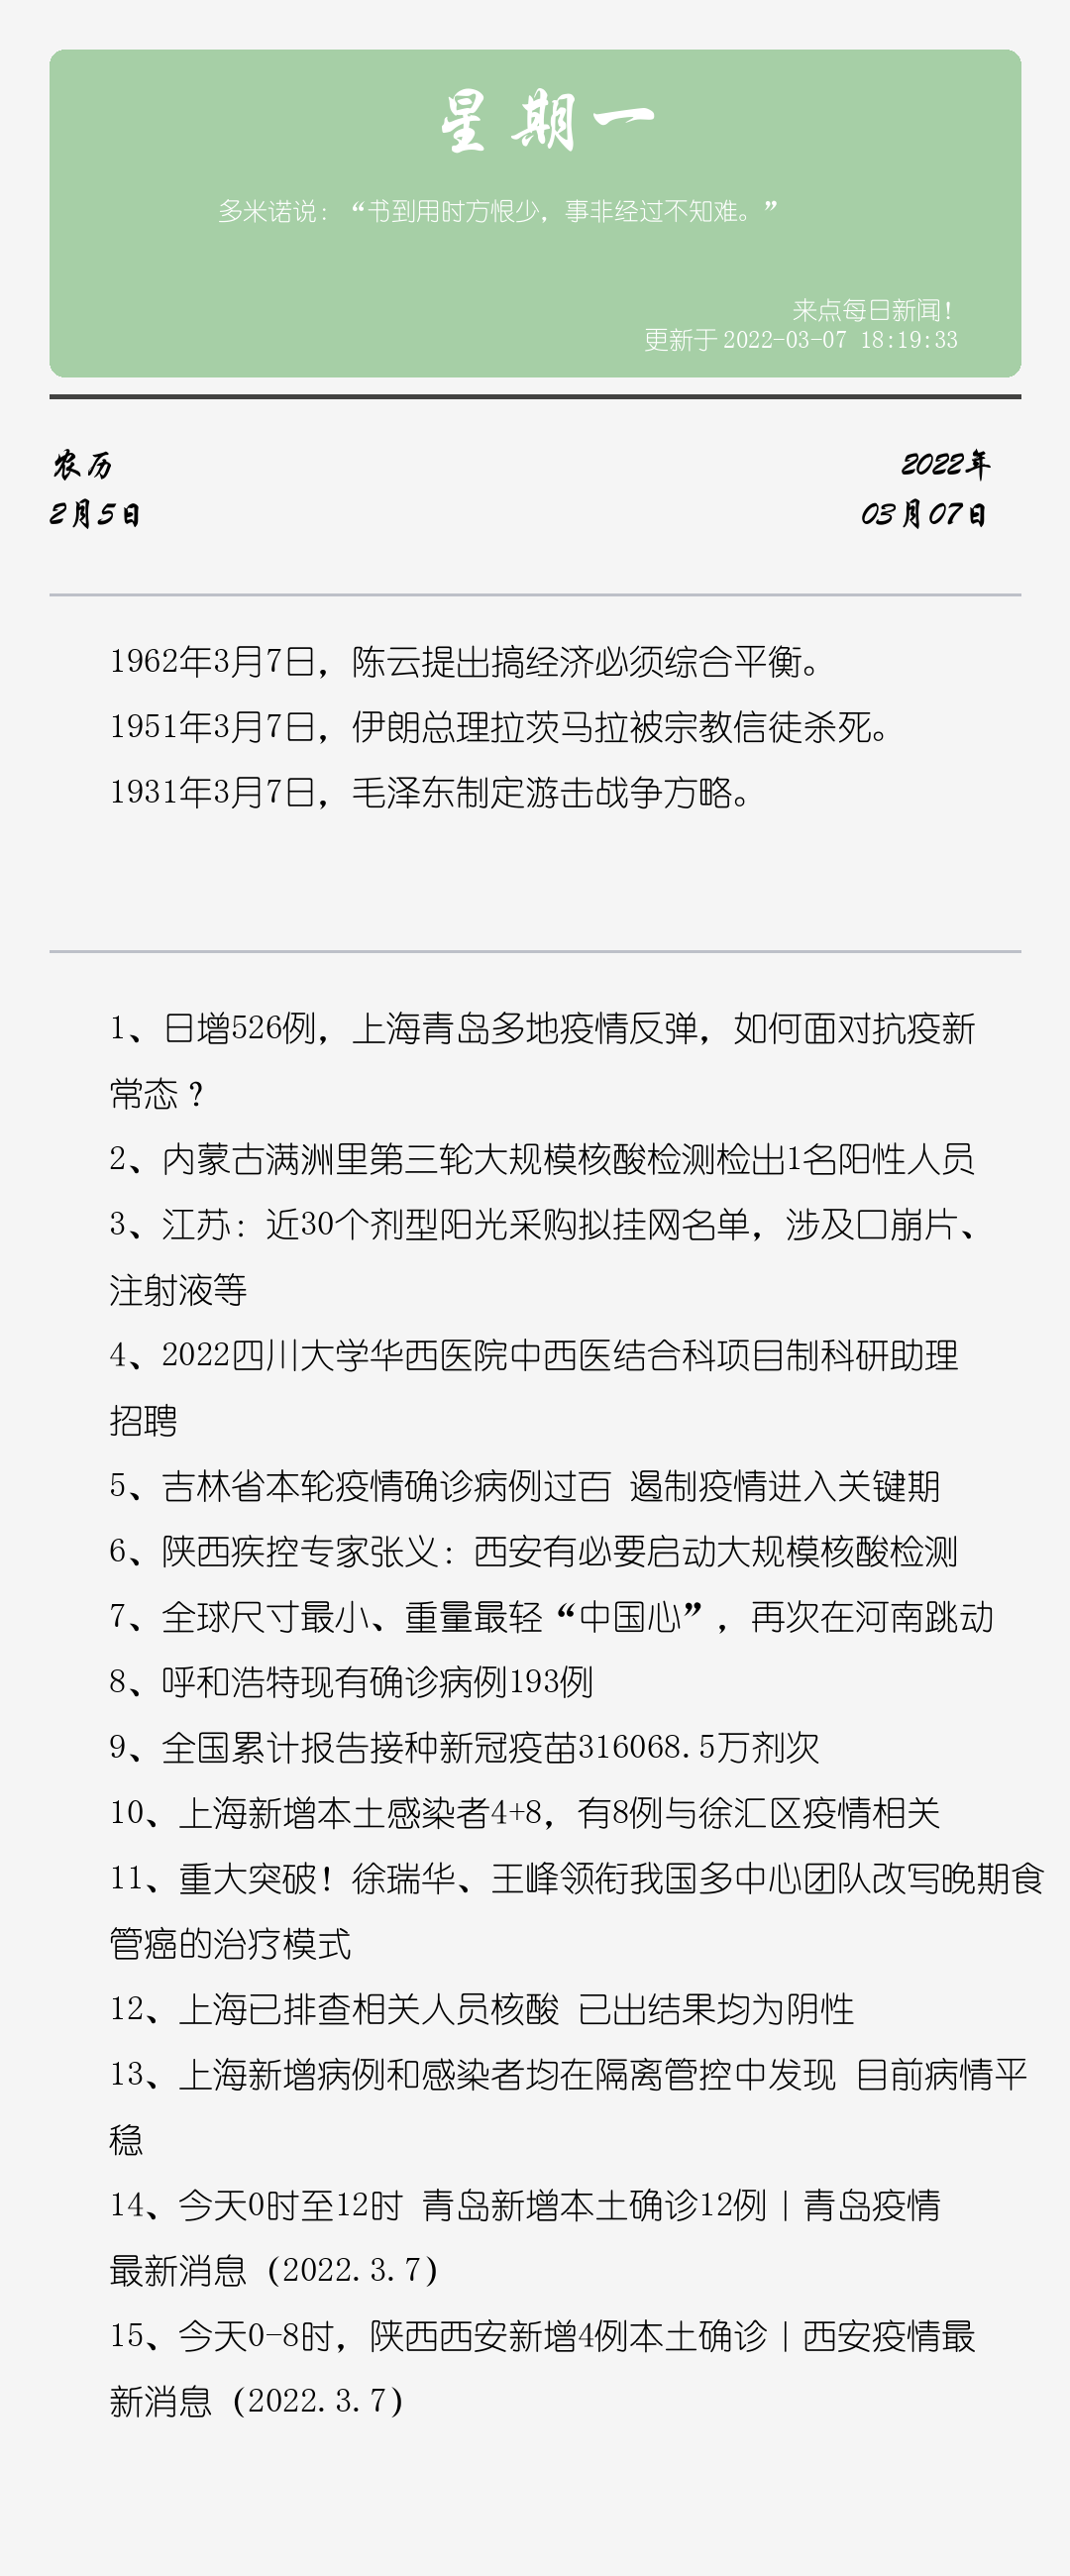 星期一
多米诺说：“书到用时方恨少，事非经过不知难。”
来点每日新闻！
更新于2022-03-07 18:19:33
农历
2022年
2月5日
03月07日
1962年3月7日，陈云提出搞经济必须综合平衡。
1951年3月7日，伊朗总理拉茨马拉被宗教信徒杀死。
1931年3月7日，毛泽东制定游击战争方略。
1、日增526例，上海青岛多地疫情反弹，如何面对抗疫新
常态？
2、内蒙古满洲里第三轮大规模核酸检测检出1名阳性人员
3、江苏：近30个剂型阳光采购拟挂网名单，涉及口崩片、
注射液等
4、2022四川大学华西医院中西医结合科项目制科研助理
招聘
5、吉林省本轮疫情确诊病例过百 遏制疫情进入关键期
6、陕西疾控专家张义：西安有必要启动大规模核酸检测
7、全球尺寸最小、重量最轻“中国心”，再次在河南跳动
8、呼和浩特现有确诊病例193例
9、全国累计报告接种新冠疫苗316068.5万剂次
10、上海新增本土感染者4+8，有8例与徐汇区疫情相关
11、重大突破！徐瑞华、王峰领衔我国多中心团队改写晚期食
管癌的治疗模式
12、上海已排查相关人员核酸 已出结果均为阴性
13、上海新增病例和感染者均在隔离管控中发现 目前病情平
稳
14、今天0时至12时 青岛新增本土确诊12例｜青岛疫情
最新消息（2022.3.7）
15、今天0-8时，陕西西安新增4例本土确诊｜西安疫情最
新消息（2022.3.7）